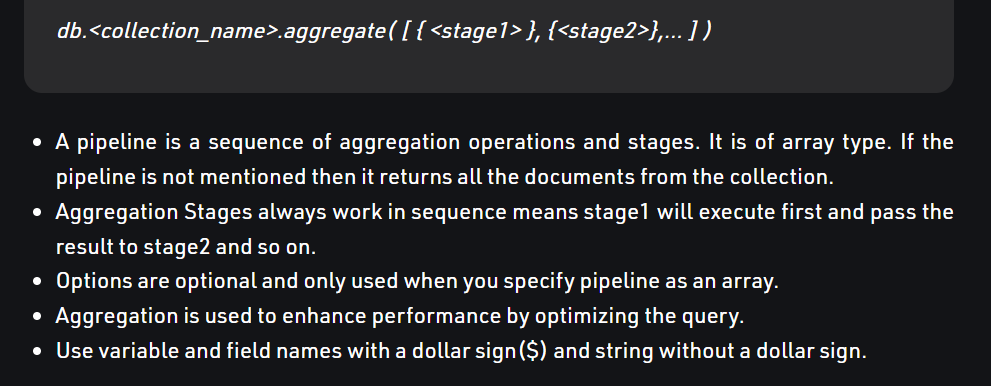 db.<collection_name>.aggregate( [ { <stage1> }, {<stage2>},... ] )
• A pipeline is a sequence of aggregation operations and stages. It is of array type. If the
pipeline is not mentioned then it returns all the documents from the collection.
• Aggregation Stages always work in sequence means stage1 will execute first and pass the
result to stage2 and so on.
• Options are optional and only used when you specify pipeline as an array.
• Aggregation is used to enhance performance by optimizing the query.
• Use variable and field names with a dollar sign($) and string without a dollar sign.